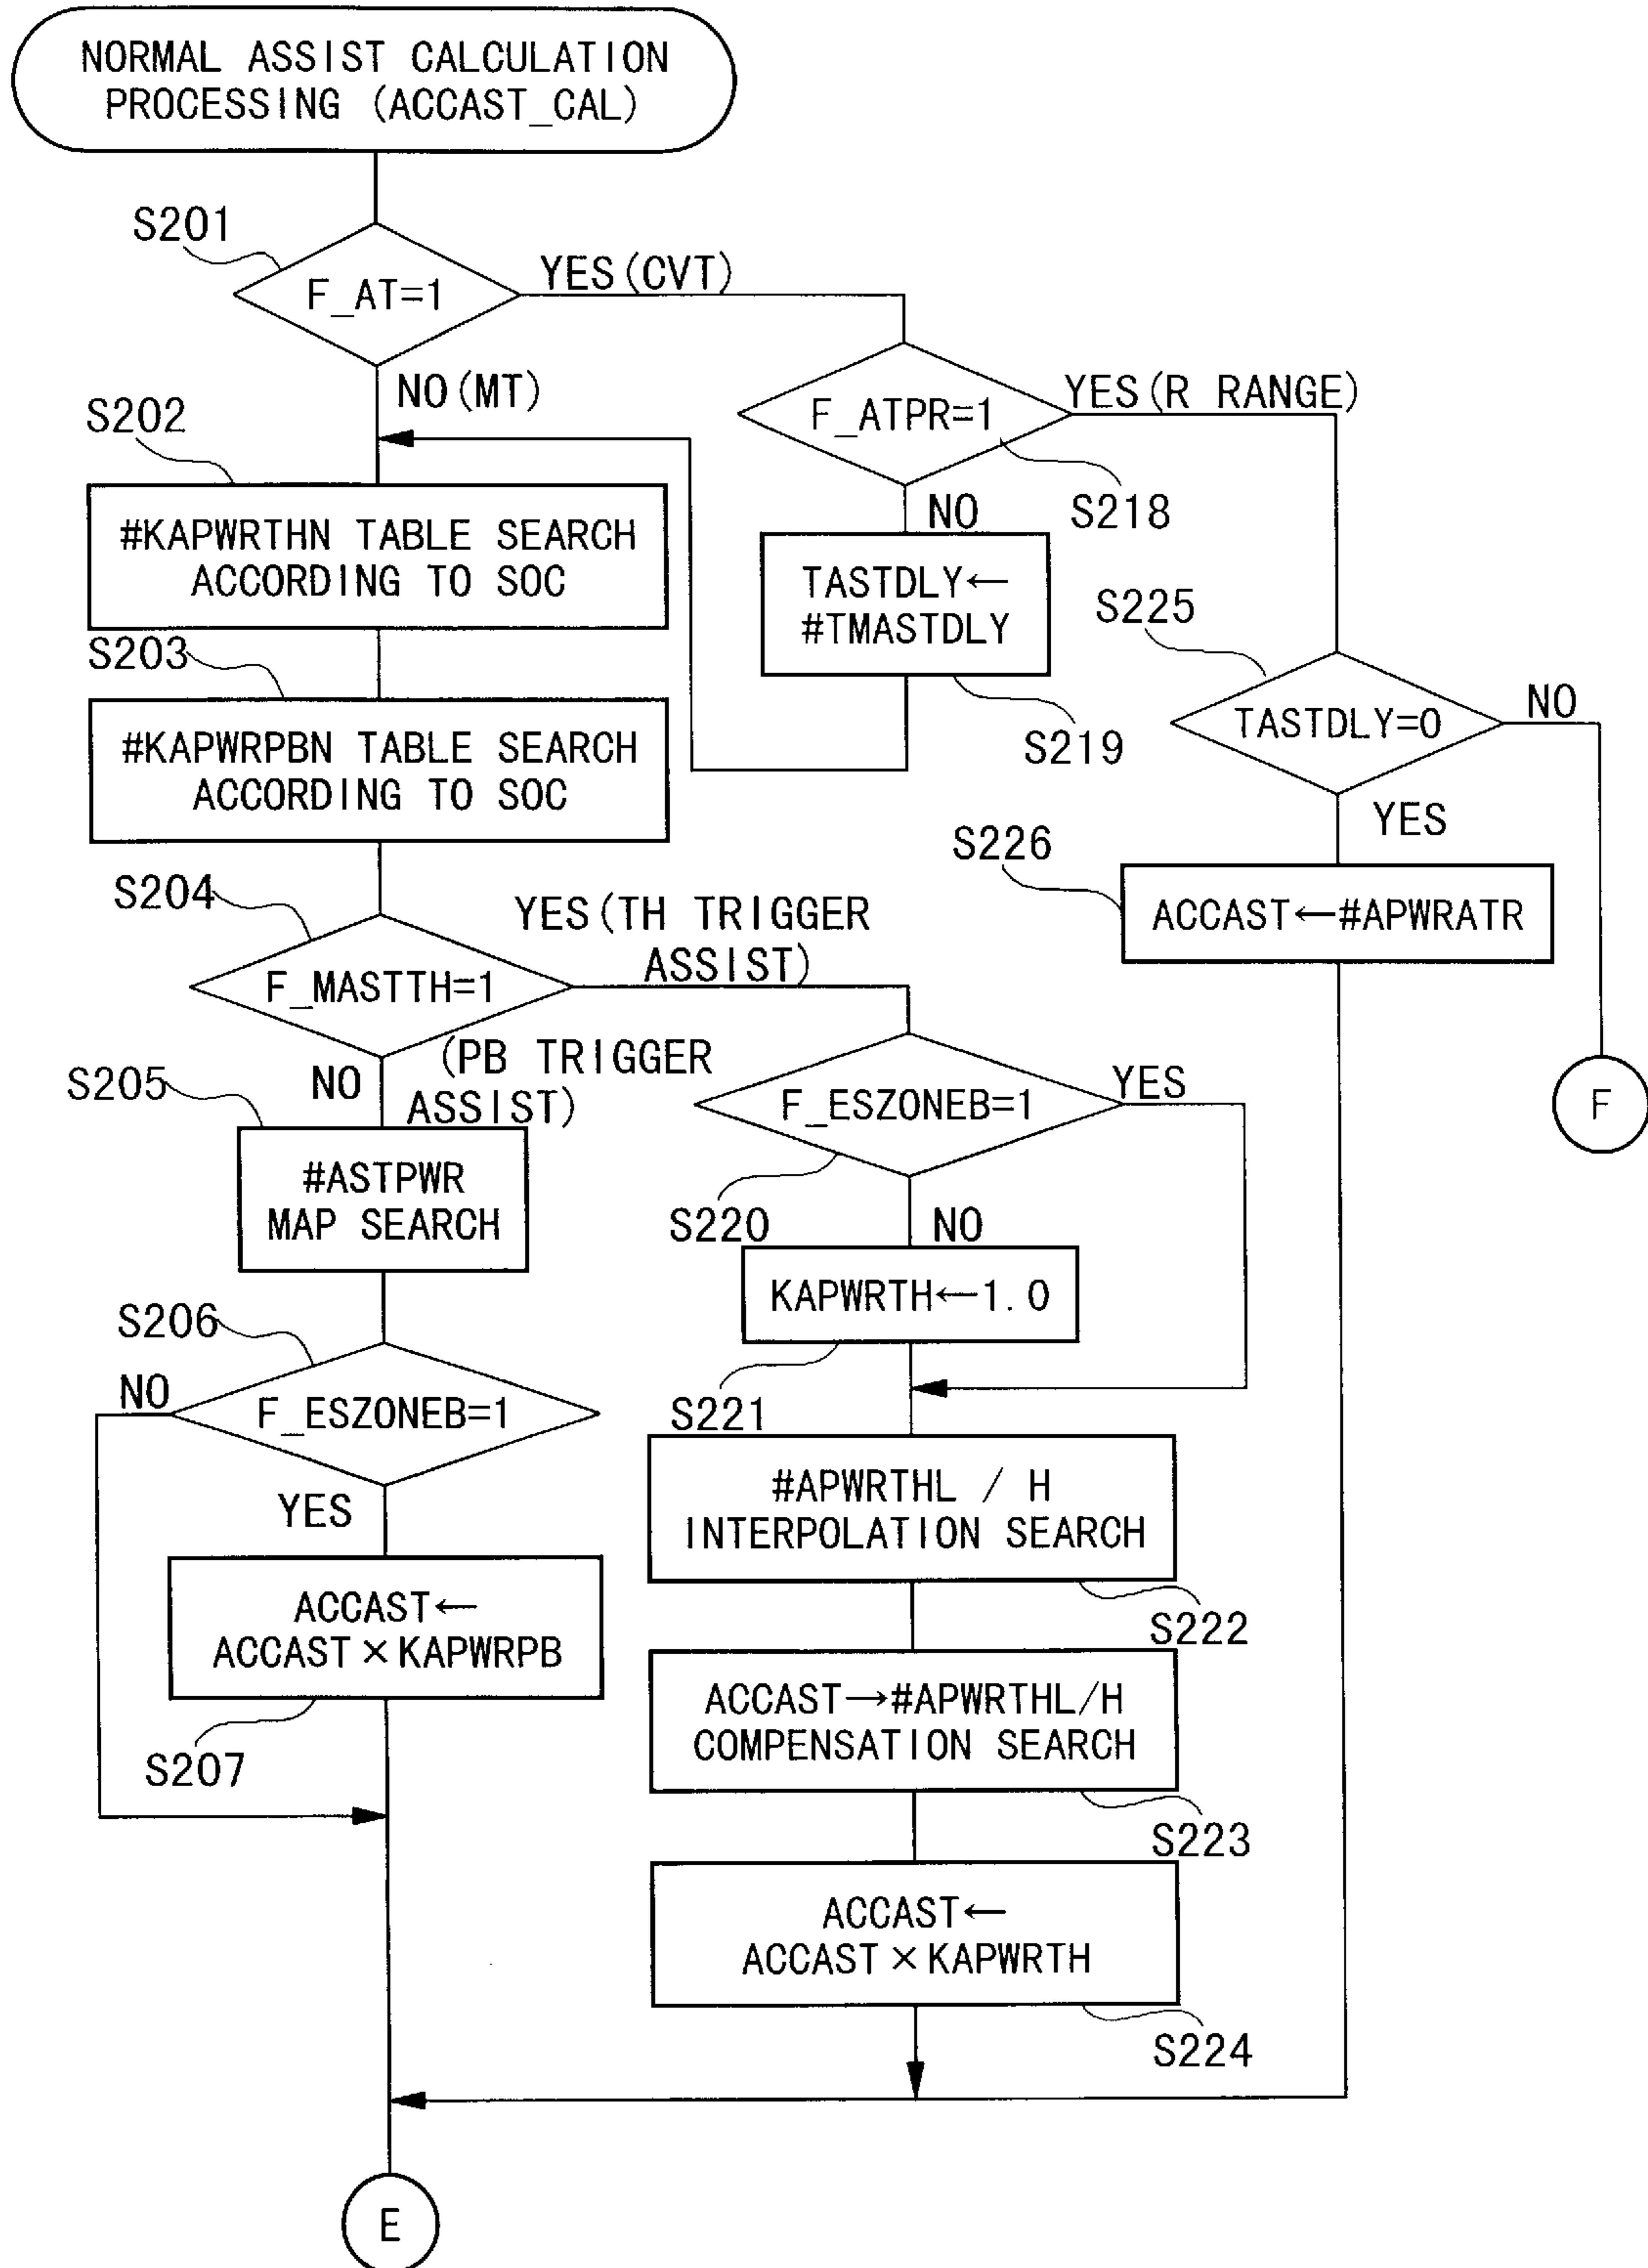 NORMAL ASSIST CALCULATION
PROCESSING (ACCAST_CAL)
S201
F_AT=1
YES(CVT)
NO(MT)
F_ATPR=1
YES(R RANGE)
S218
NO
TASTDLY←
#TMASTDLY
S219
S202
#KAPWRTHN TABLE SEARCH
ACCORDING TO SOC
S203
#KAPWRPBN TABLE SEARCH
ACCORDING TO SOC
S225
TASTDLY=0
NO
YES
S226
ACCAST←#APWRATR
F
S204
F_MASTTH=1
YES(TH TRIGGER
ASSIST)
NO
(PB TRIGGER
ASSIST)
S205
#ASTPWR
MAP SEARCH
S206
F_ESZONEB=1
NO
YES
ACCAST←
ACCAST×KAPWRPB
S207
F_ESZONEB=1
YES
S220
NO
KAPWRTH←1.0
S221
#APWRTHL / H
INTERPOLATION SEARCH
S222
ACCAST→#APWRTHL/H
COMPENSATION SEARCH
S223
ACCAST←
ACCAST×KAPWRTH
S224
E